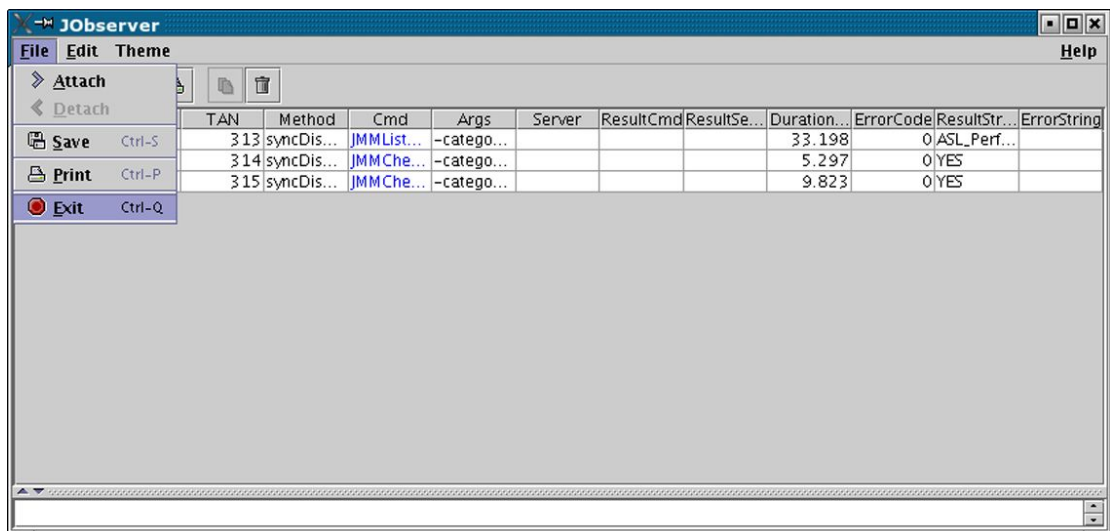 JObserver
File Edit Theme Help
Attach
Detach
TAN Method Cmd Args Server ResultCmd ResultSe... Duration... ErrorCode ResultStr... ErrorString
Save Ctrl-S 313 syncDis... JMMList... -catego... 33.198 0 ASL_Perf...
314 syncDis... JMMChe... -catego... 5.297 0 YES
Print Ctrl-P 315 syncDis... JMMChe... -catego... 9.823 0 YES
Exit Ctrl-Q